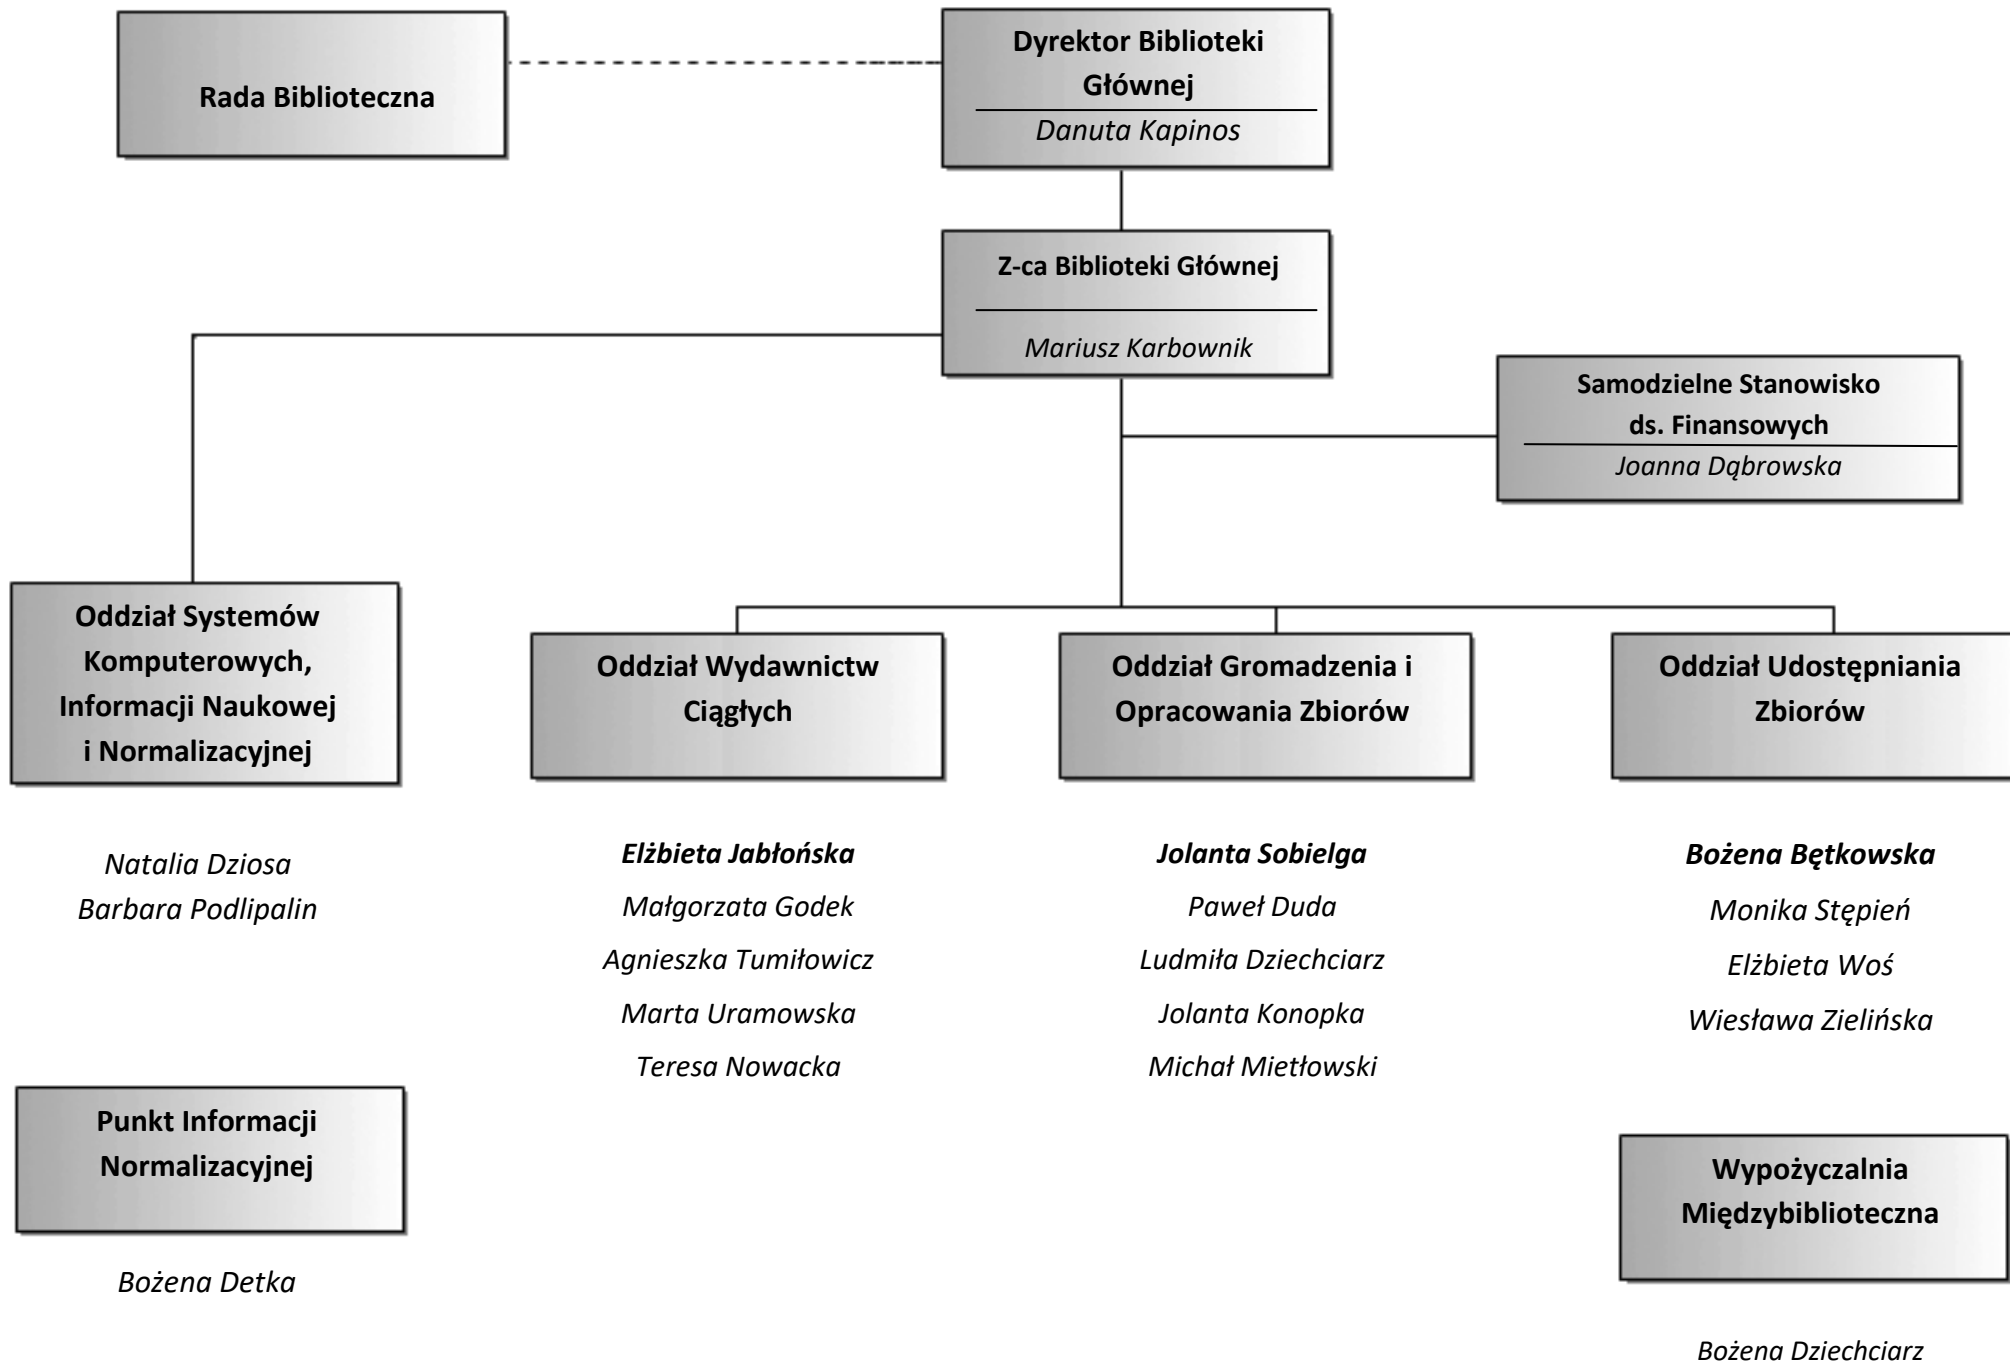 Rada Biblioteczna
Dyrektor Biblioteki
Głównej
Danuta Kapinos
Z-ca Biblioteki Głównej
Mariusz Karbownik
Samodzielne Stanowisko
ds. Finansowych
Joanna Dąbrowska
Oddział Systemów
Komputerowych,
Informacji Naukowej
i Normalizacyjnej
Natalia Dziosa
Barbara Podlipalin
Punkt Informacji
Normalizacyjnej
Bożena Detka
Oddział Wydawnictw
Ciągłych
Elżbieta Jabłońska
Małgorzata Godek
Agnieszka Tumiłowicz
Marta Uramowska
Teresa Nowacka
Oddział Gromadzenia i
Opracowania Zbiorów
Jolanta Sobielga
Paweł Duda
Ludmiła Dziechciarz
Jolanta Konopka
Michał Mietłowski
Oddział Udostępniania
Zbiorów
Bożena Bętkowska
Monika Stępień
Elżbieta Woś
Wiesława Zielińska
Wypożyczalnia
Międzybiblioteczna
Bożena Dziechciarz